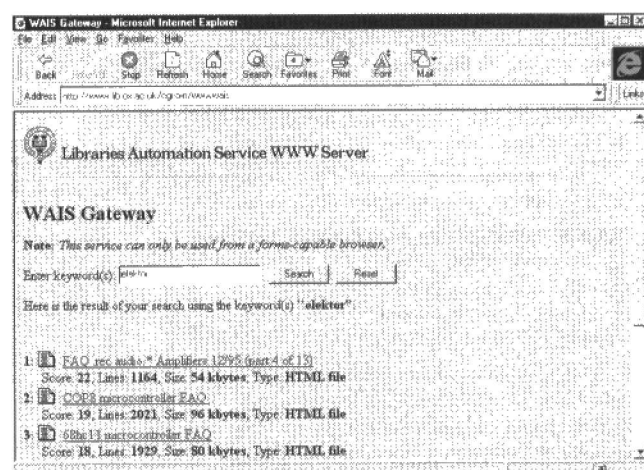 WAIS Gateway - Microsoft Internet Explorer
File Edit View Go Favorites Help
Back Stop Refresh Home Search Favorites Print Font Mail
Address Links
Libraries Automation Service WWW Server
WAIS Gateway
Note: This service can only be used from a forms-capable browser.
Enter keyword(s): elektor Search Reset
Here is the result of your search using the keyword(s) "elektor":
1: FAQ rec.audio.* Amplifiers 12/95 (part 4 of 13)
Score: 22, Lines: 1164, Size: 54 kbytes, Type: HTML file
2: COP8 microcontroller FAQ
Score: 19, Lines: 2021, Size: 96 kbytes, Type: HTML file
3: 68hc11 microcontroller FAQ
Score: 18, Lines: 1929, Size: 80 kbytes, Type: HTML file